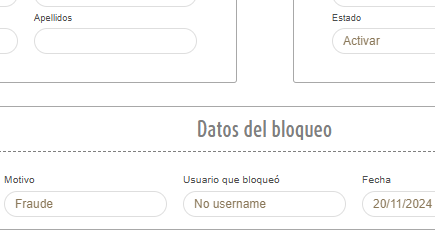 Apellidos
Estado
Activar
Datos del bloqueo
Motivo
Usuario que bloqueó
Fecha
Fraude
No username
20/11/2024